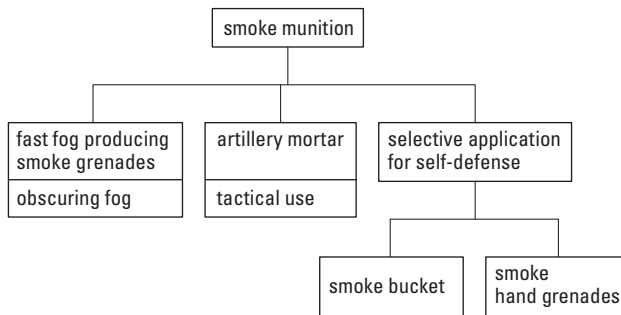 smoke munition
fast fog producing
smoke grenades
obscuring fog
artillery mortar
tactical use
selective application
for self-defense
smoke bucket
smoke
hand grenades